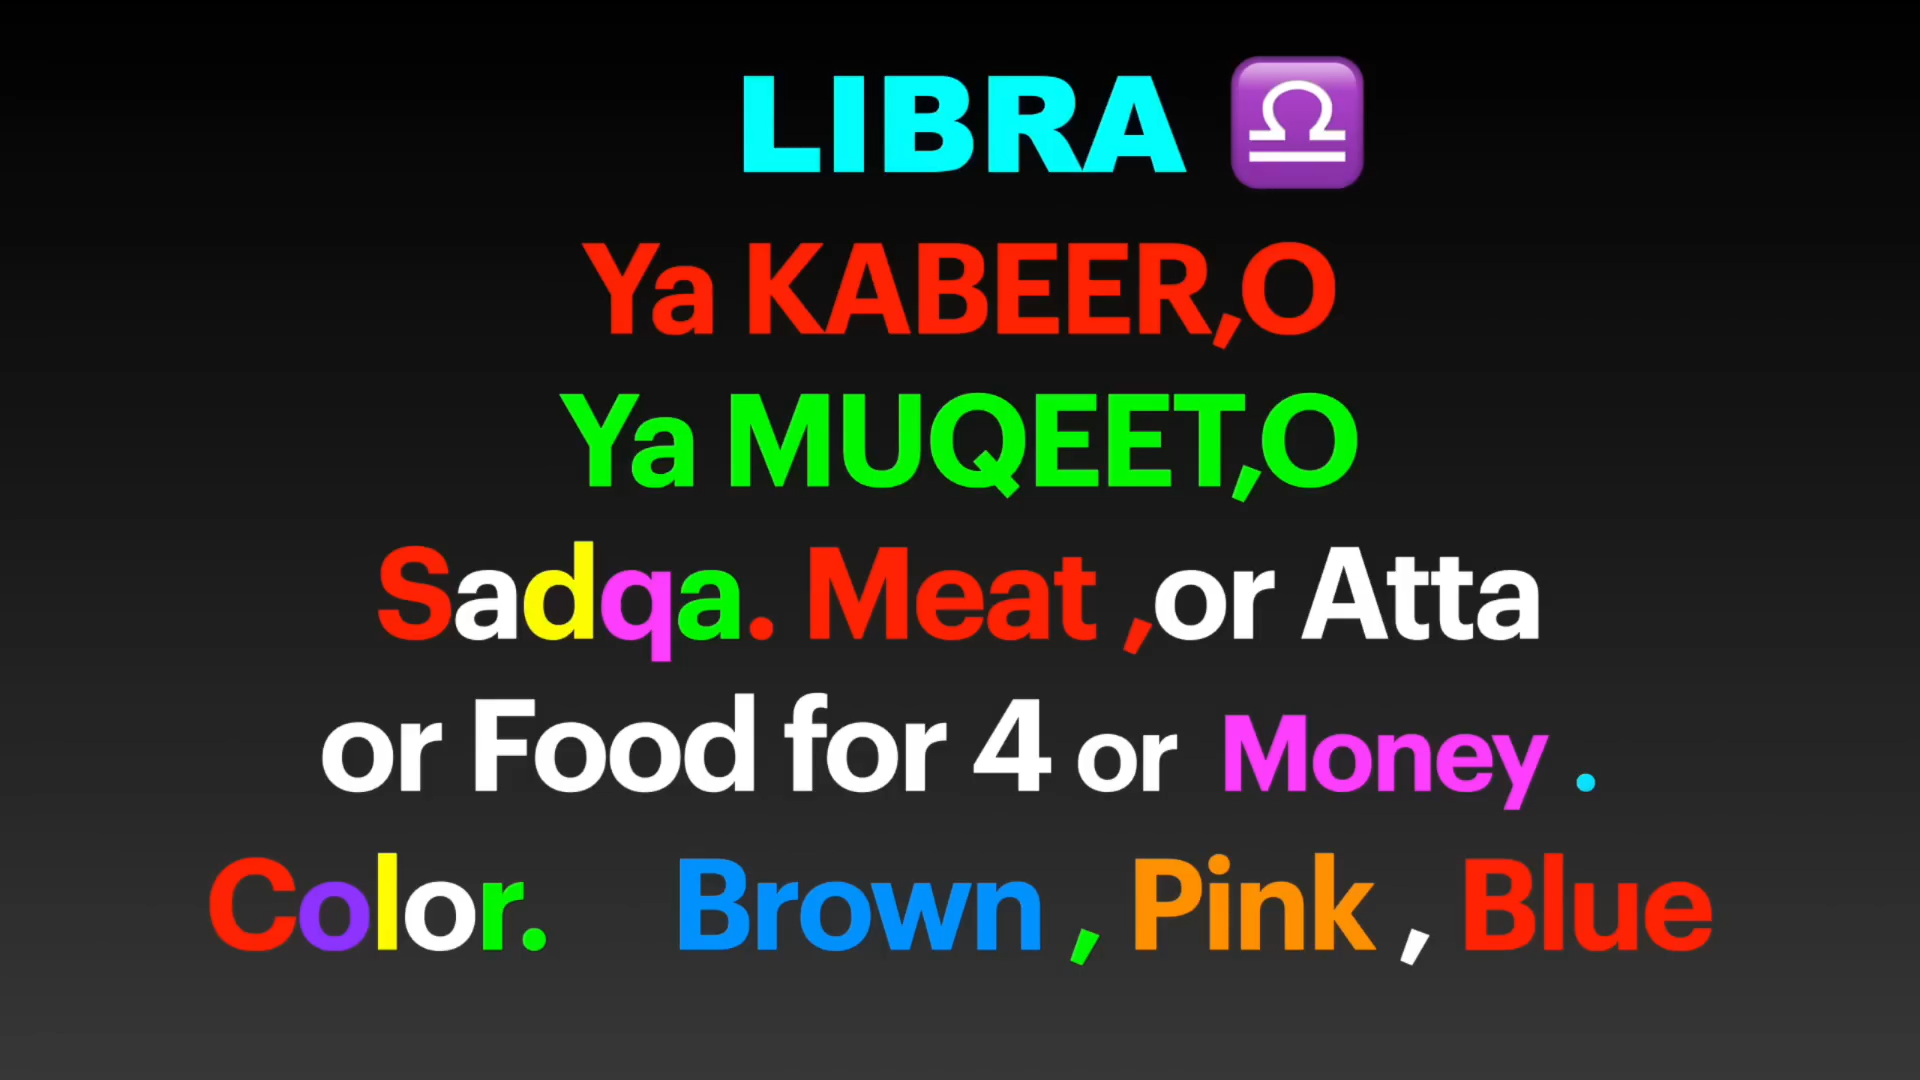 LIBRA ♎
Ya KABEER,O
Ya MUQEET,O
Sadqa. Meat ,or Atta
or Food for 4 or Money .
Color. Brown , Pink , Blue